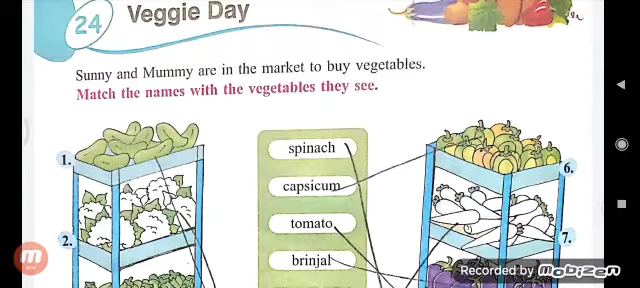 24
Veggie Day
Sunny and Mummy are in the market to buy vegetables.
Match the names with the vegetables they see.
1.
spinach
6.
capsicum
tomato
2.
7.
brinjal
Recorded by mobizen